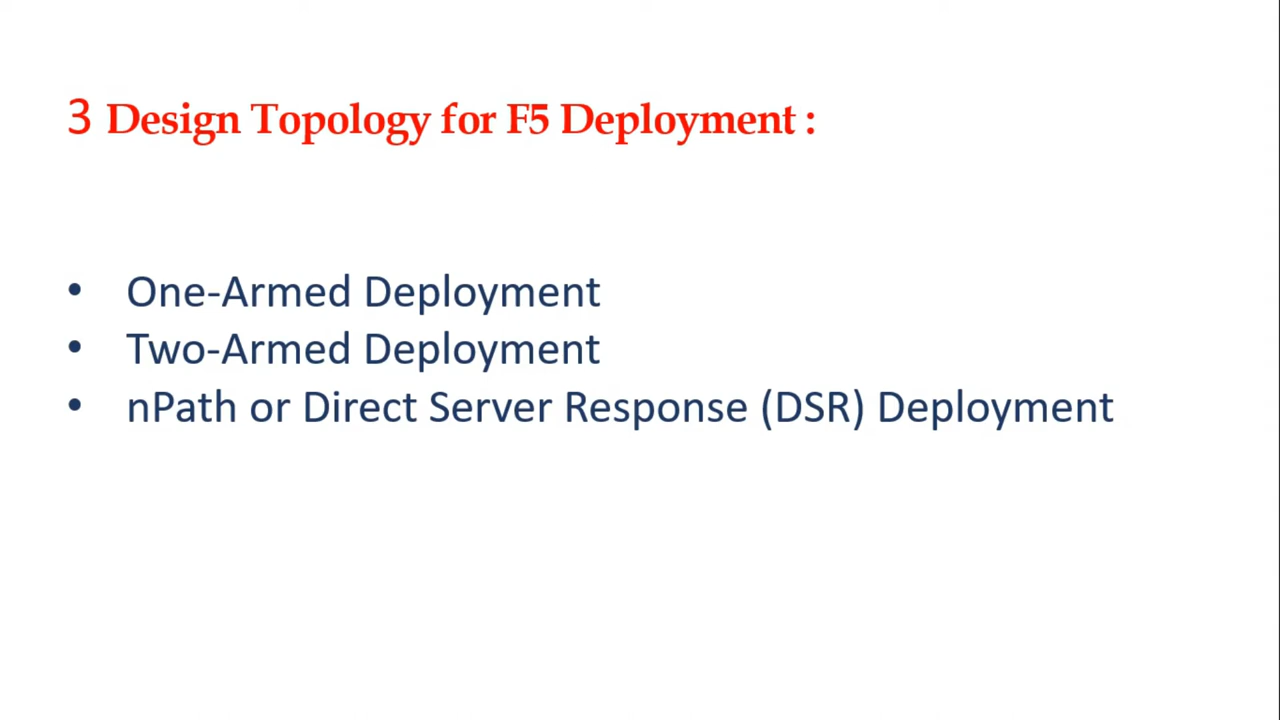 3 Design Topology for F5 Deployment :
• One-Armed Deployment
• Two-Armed Deployment
• nPath or Direct Server Response (DSR) Deployment